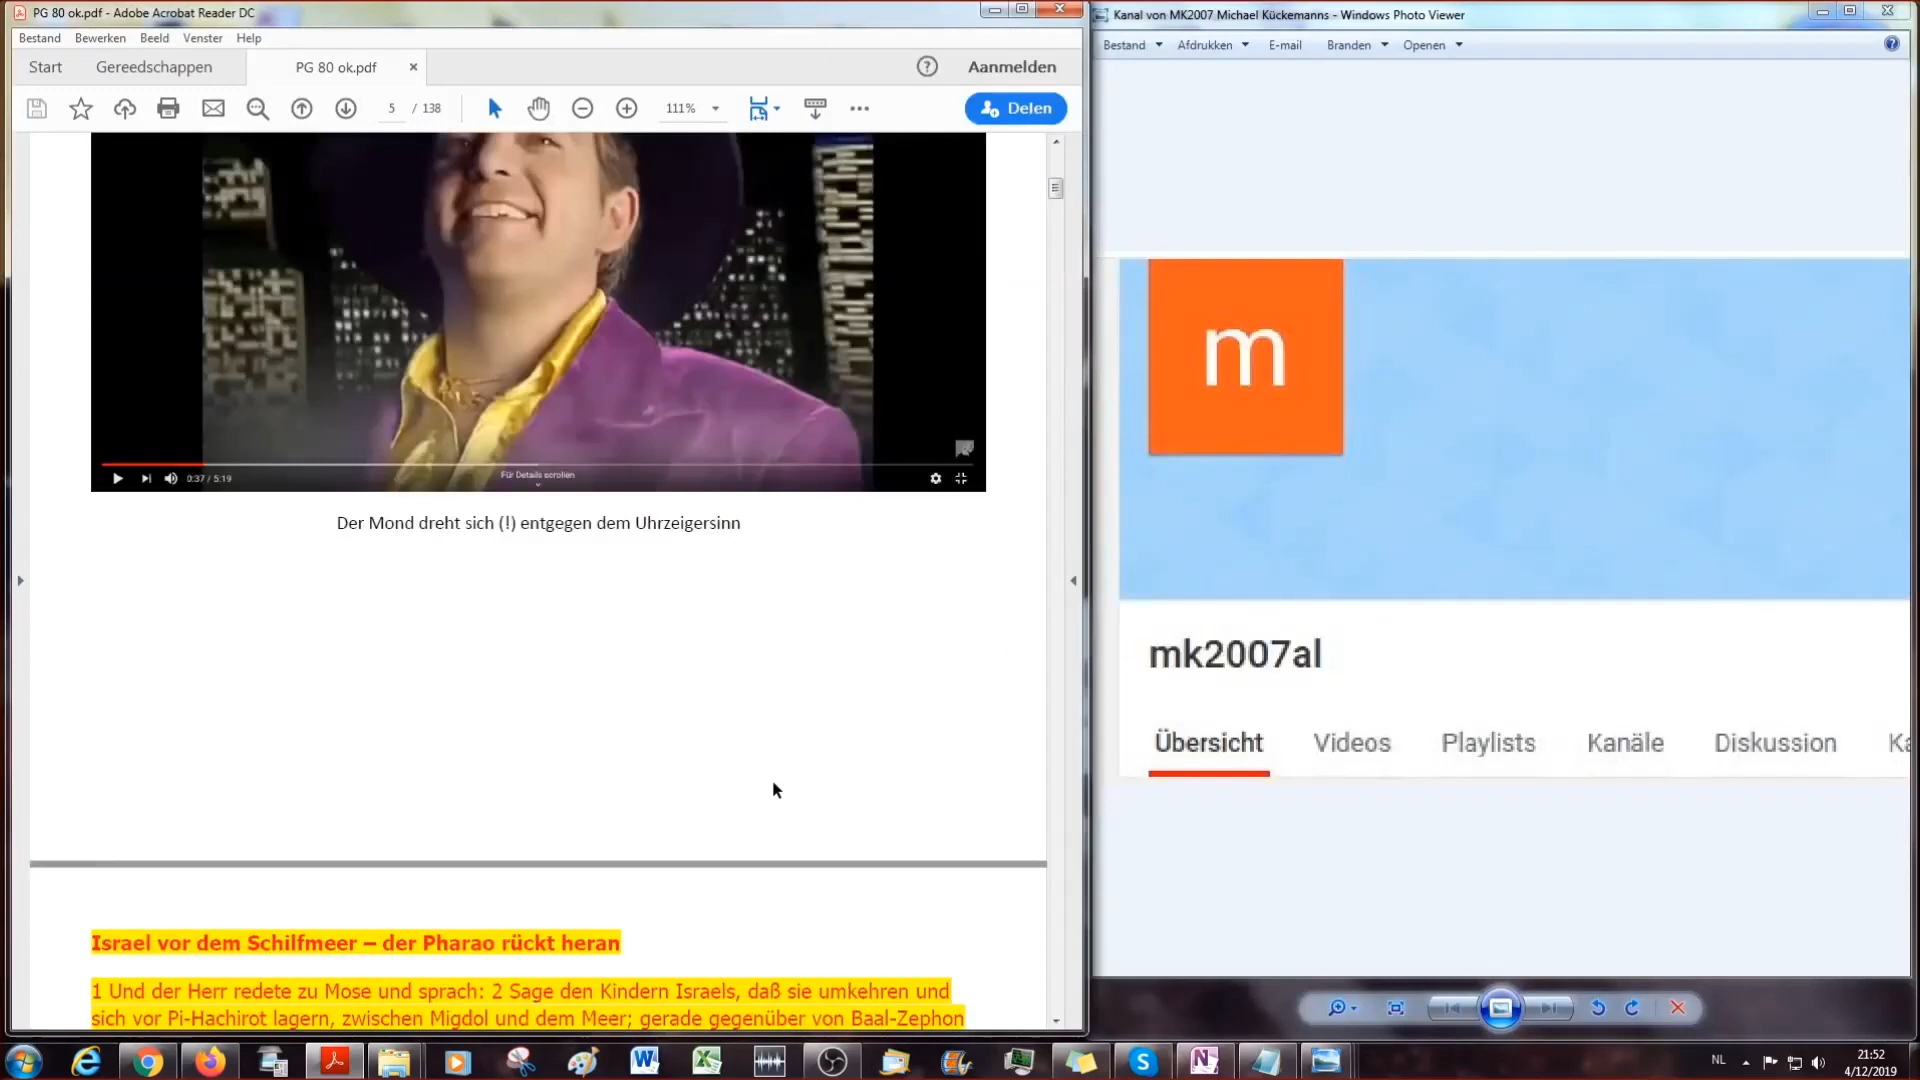 PG 80 ok.pdf - Adobe Acrobat Reader DC
Bestand Bewerken Beeld Venster Help
Start Gereedschappen PG 80 ok.pdf × Aanmelden
5 / 138 111% Delen
0:37 / 5:19
Für Details scrollen
Der Mond dreht sich (!) entgegen dem Uhrzeigersinn
Israel vor dem Schilfmeer – der Pharao rückt heran
1 Und der Herr redete zu Mose und sprach: 2 Sage den Kindern Israels, daß sie umkehren und
sich vor Pi-Hachirot lagern, zwischen Migdol und dem Meer; gerade gegenüber von Baal-Zephon
Kanal von MK2007 Michael Kückemanns - Windows Photo Viewer
Bestand Afdrukken E-mail Branden Openen
m
mk2007al
Übersicht Videos Playlists Kanäle Diskussion Ka
NL 21:52
4/12/2019